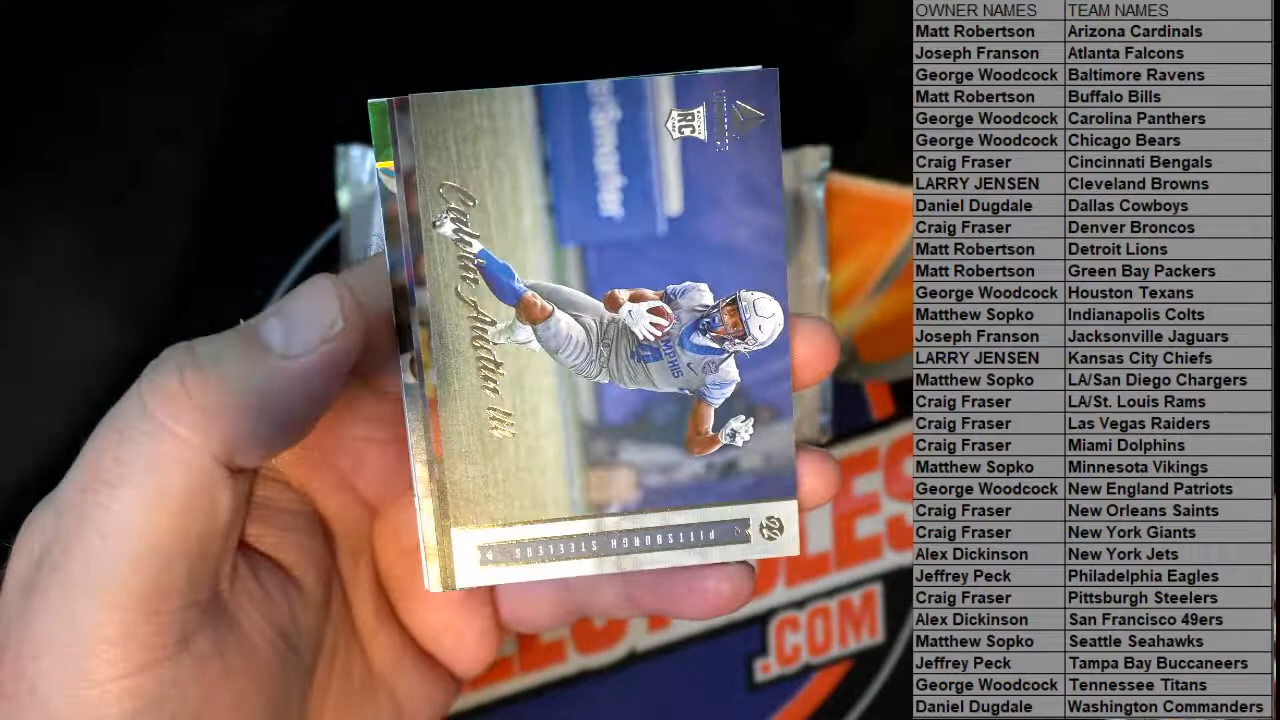 OWNER NAMES TEAM NAMES
Matt Robertson Arizona Cardinals
Joseph Franson Atlanta Falcons
George Woodcock Baltimore Ravens
Matt Robertson Buffalo Bills
George Woodcock Carolina Panthers
George Woodcock Chicago Bears
Craig Fraser Cincinnati Bengals
LARRY JENSEN Cleveland Browns
Daniel Dugdale Dallas Cowboys
Craig Fraser Denver Broncos
Matt Robertson Detroit Lions
Matt Robertson Green Bay Packers
George Woodcock Houston Texans
Matthew Sopko Indianapolis Colts
Joseph Franson Jacksonville Jaguars
LARRY JENSEN Kansas City Chiefs
Matthew Sopko LA/San Diego Chargers
Craig Fraser LA/St. Louis Rams
Craig Fraser Las Vegas Raiders
Craig Fraser Miami Dolphins
Matthew Sopko Minnesota Vikings
George Woodcock New England Patriots
Craig Fraser New Orleans Saints
Craig Fraser New York Giants
Alex Dickinson New York Jets
Jeffrey Peck Philadelphia Eagles
Craig Fraser Pittsburgh Steelers
Alex Dickinson San Francisco 49ers
Matthew Sopko Seattle Seahawks
Jeffrey Peck Tampa Bay Buccaneers
George Woodcock Tennessee Titans
Daniel Dugdale Washington Commanders
RC
Calvin Austin III
MEMPHIS
4
PITTSBURGH STEELERS
.COM